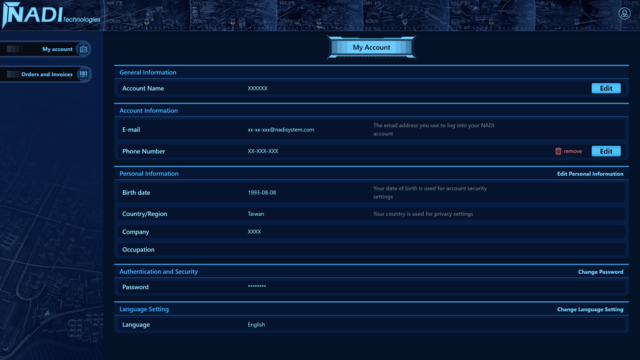 NADI Technologies
My account
Orders and Invoices
My Account
General Information
Account Name XXXXXX Edit
Account Information
E-mail xx-xx-xxx@nadisystem.com The email address you use to log into your NADI
account
Phone Number XX-XXX-XXX remove Edit
Personal Information Edit Personal Information
Birth date 1993-08-08 Your date of birth is used for account security
settings
Country/Region Taiwan Your country is used for privacy settings
Company XXXX
Occupation
Authentication and Security Change Password
Password ********
Language Setting Change Language Setting
Language English